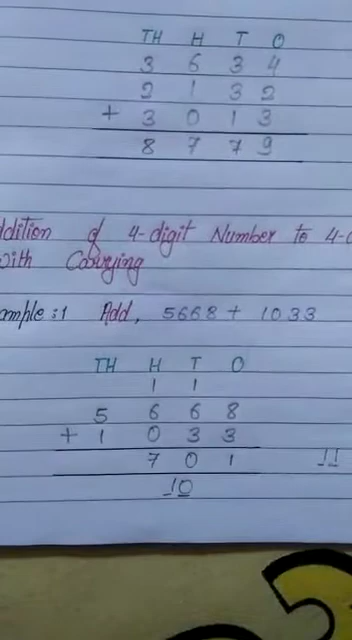 TH H T O
3 6 3 4
2 1 3 2
+ 3 0 1 3
8 7 7 9
ddition of 4-digit Number to 4-d
with Carrying
ample :1 Add, 5668 + 1033
TH H T O
1 1
5 6 6 8
+ 1 0 3 3
7 0 1 11
10